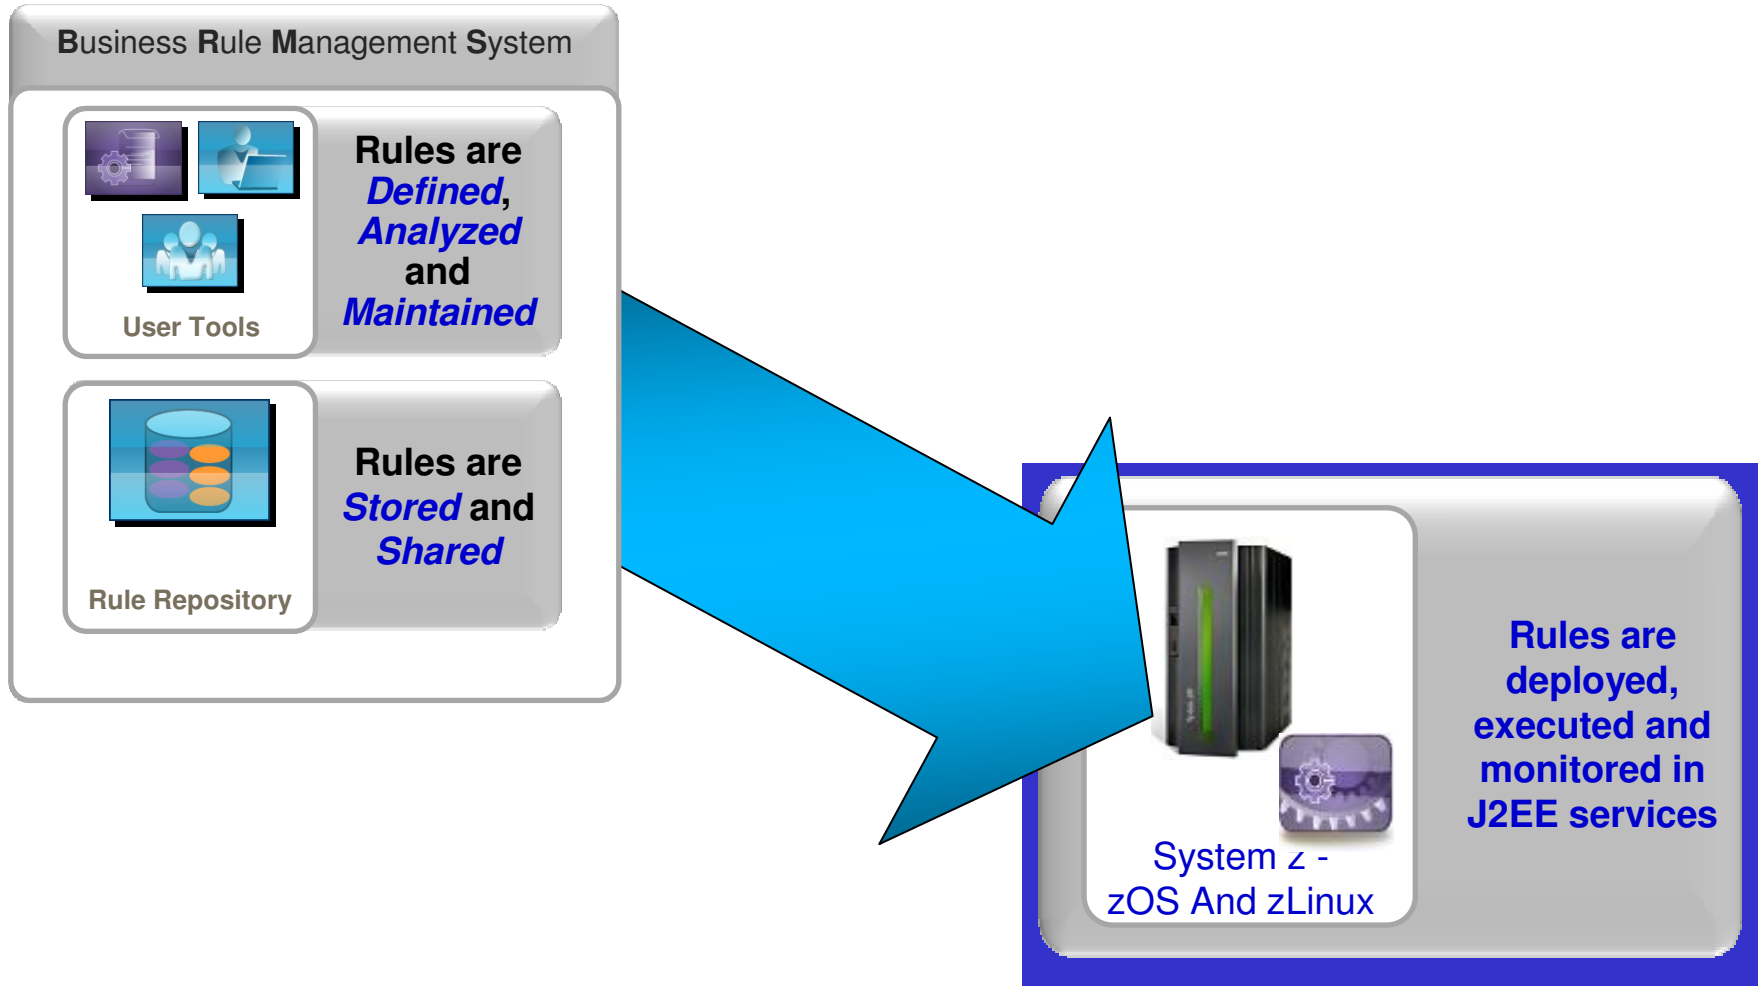 Business Rule Management System
Rules are
Defined,
Analyzed
and
Maintained
User Tools
Rules are
Stored and
Shared
Rule Repository
Rules are
deployed,
executed and
monitored in
J2EE services
System z -
zOS And zLinux